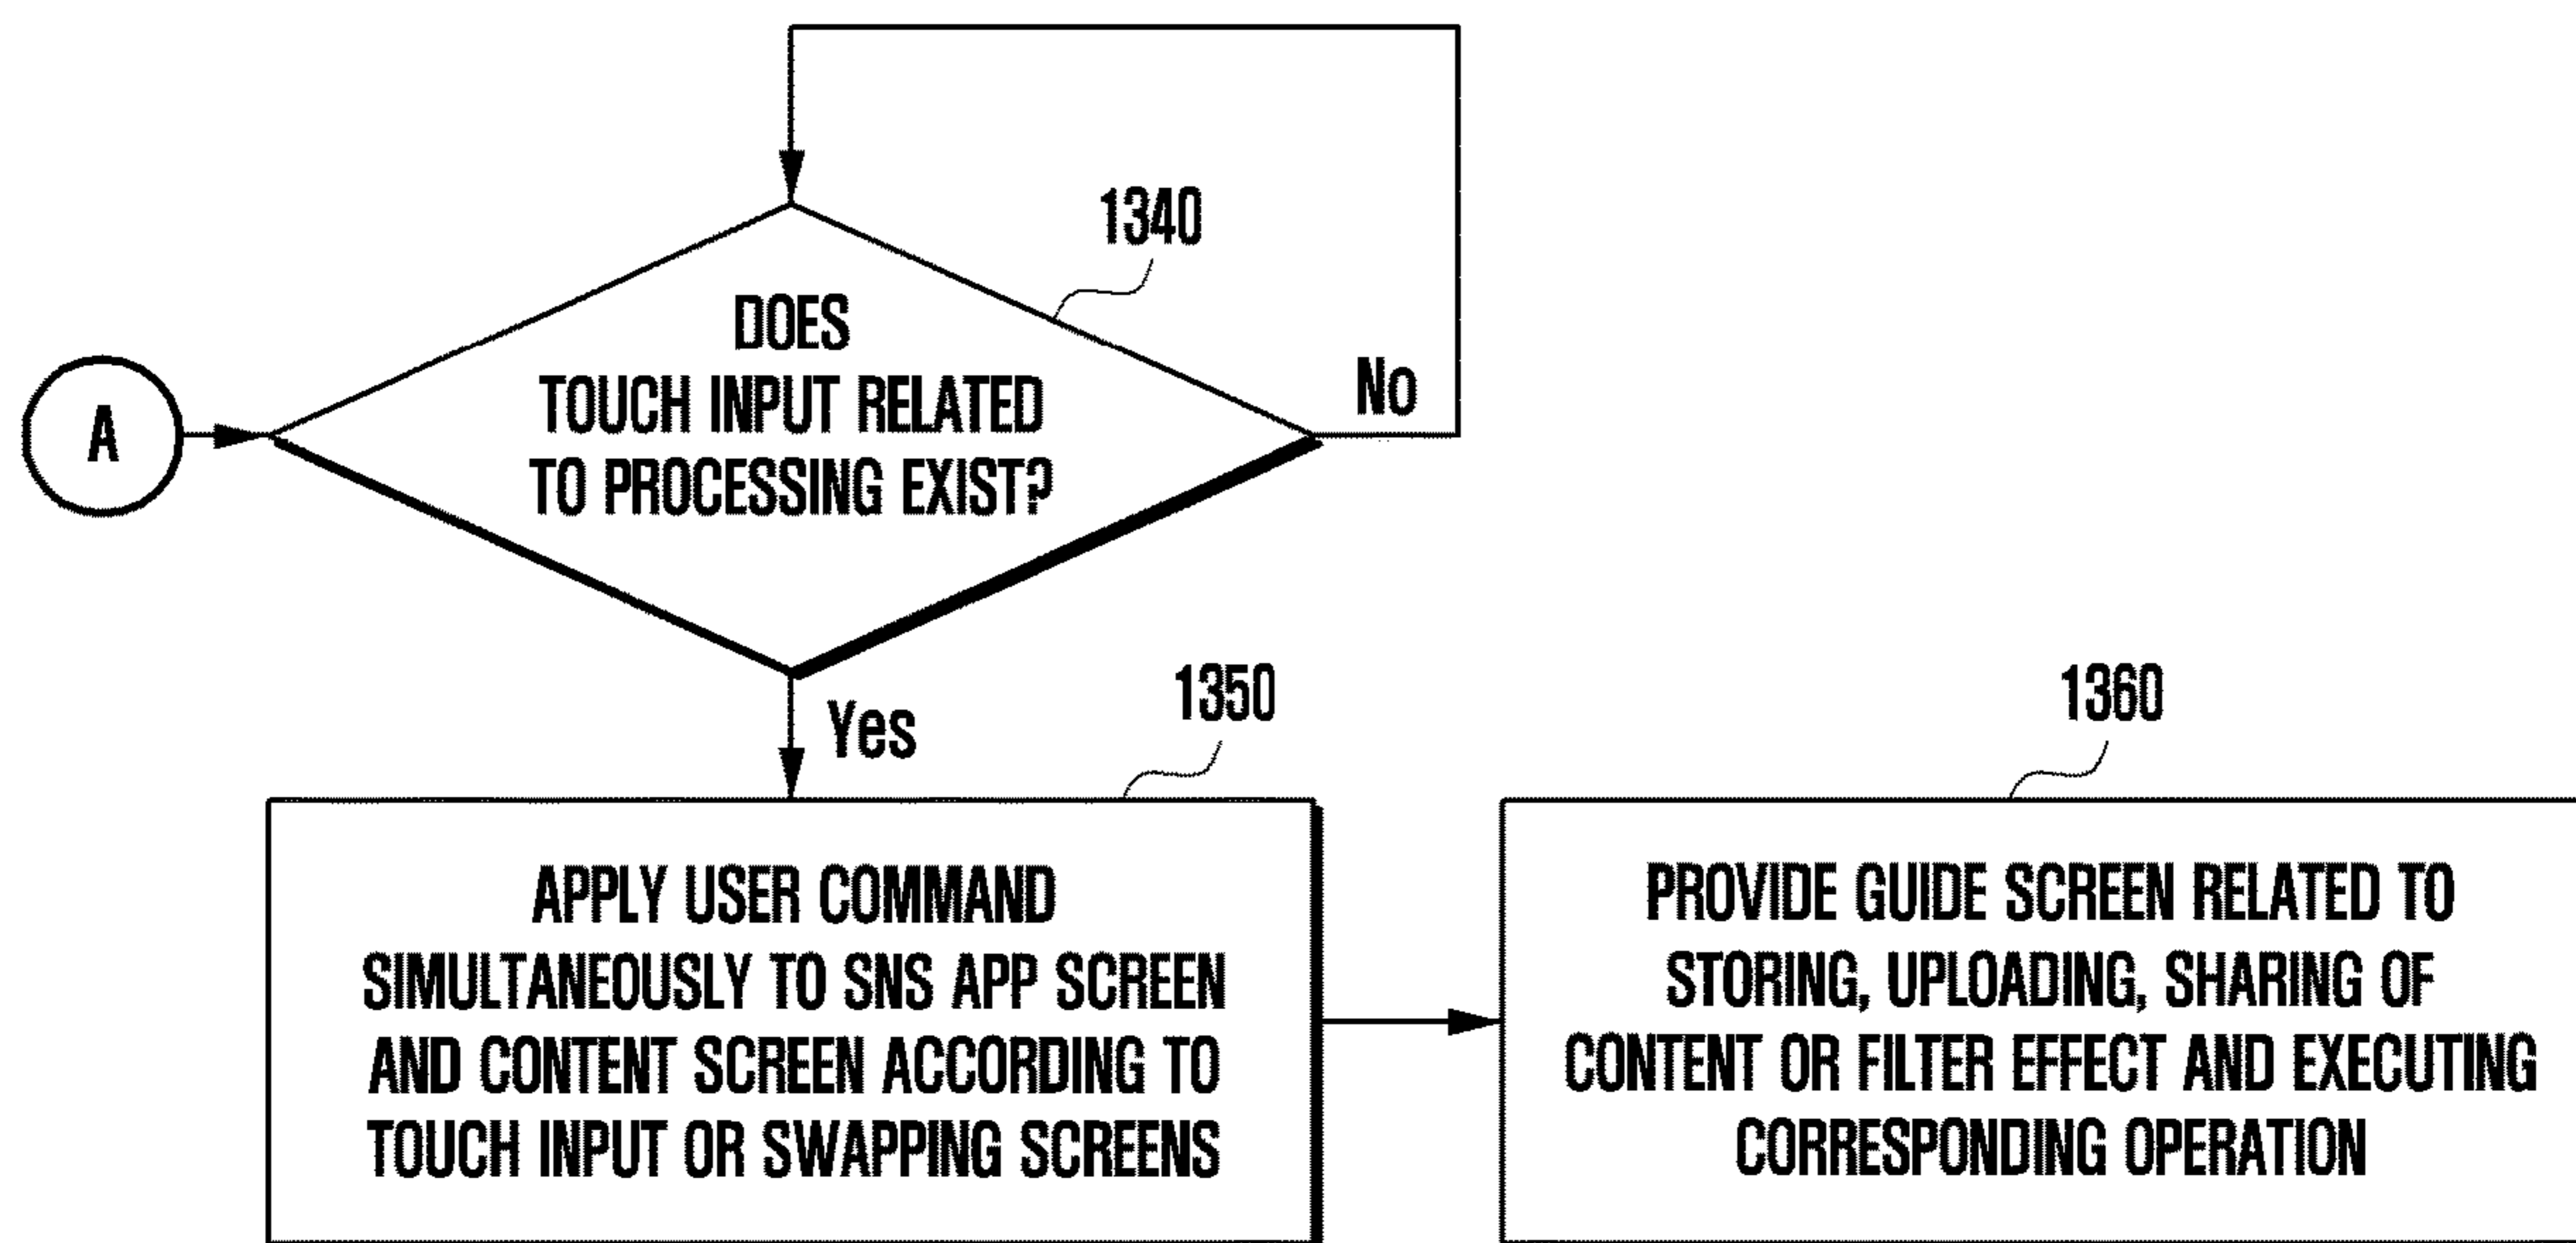 1340
A
DOES
TOUCH INPUT RELATED
TO PROCESSING EXIST?
No
Yes
1350
APPLY USER COMMAND
SIMULTANEOUSLY TO SNS APP SCREEN
AND CONTENT SCREEN ACCORDING TO
TOUCH INPUT OR SWAPPING SCREENS
1360
PROVIDE GUIDE SCREEN RELATED TO
STORING, UPLOADING, SHARING OF
CONTENT OR FILTER EFFECT AND EXECUTING
CORRESPONDING OPERATION